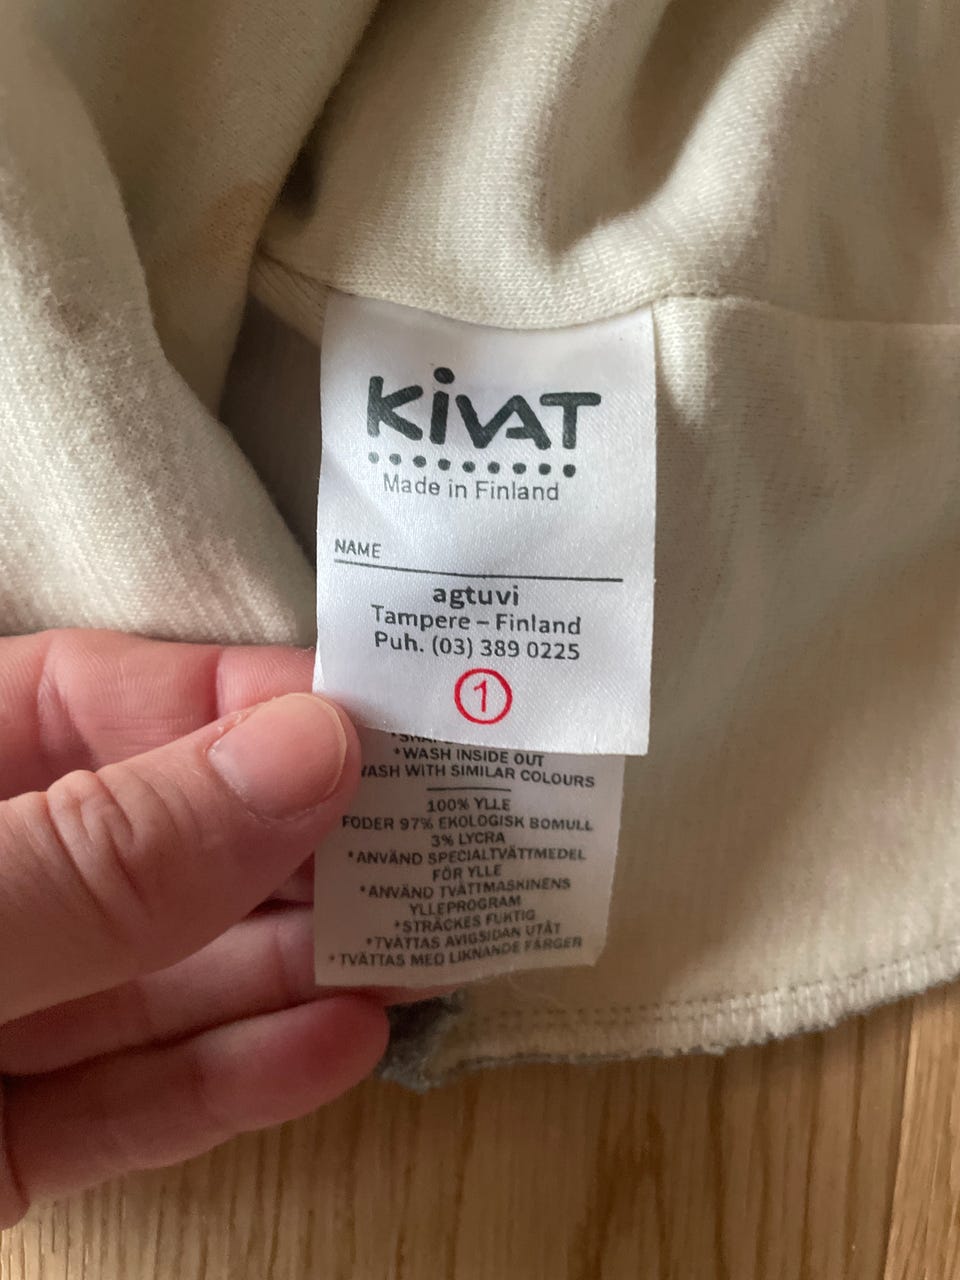 KiVAT
Made in Finland
NAME
agtuvi
Tampere – Finland
Puh. (03) 389 0225
1
*WASH INSIDE OUT
WASH WITH SIMILAR COLOURS
100% YLLE
FODER 97% EKOLOGISK BOMULL
3% LYCRA
*ANVÄND SPECIALTVÄTTMEDEL
FÖR YLLE
*ANVÄND TVÄTTMASKINENS
YLLEPROGRAM
*STRÄCKES FUKTIG
*TVÄTTAS AVIGSIDAN UTÅT
*TVÄTTAS MED LIKNANDE FÄRGER